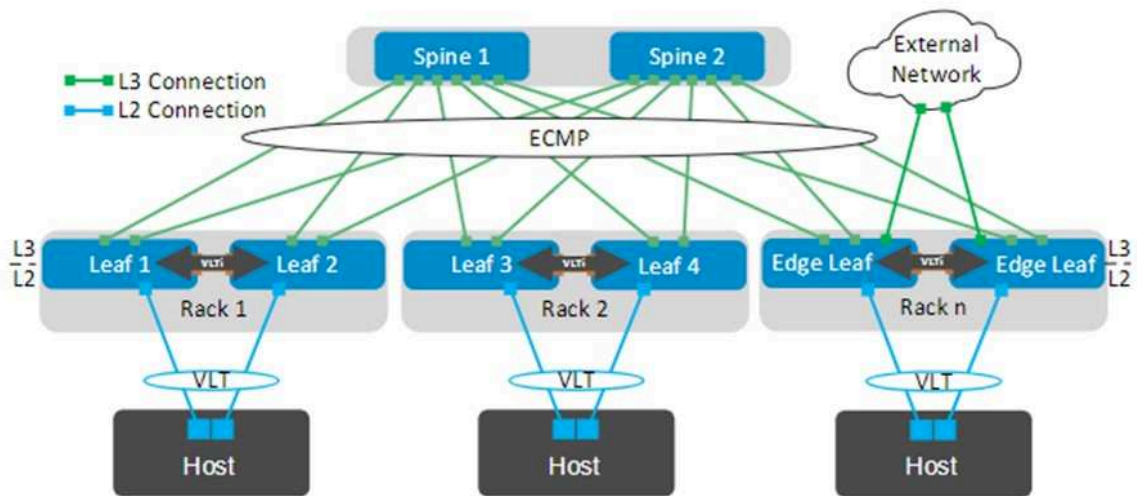 Spine 1
Spine 2
External
Network
L3 Connection
L2 Connection
ECMP
L3
L2
Leaf 1
VLTi
Leaf 2
Leaf 3
VLTi
Leaf 4
Edge Leaf
VLTi
Edge Leaf
L3
L2
Rack 1
Rack 2
Rack n
VLT
VLT
VLT
Host
Host
Host